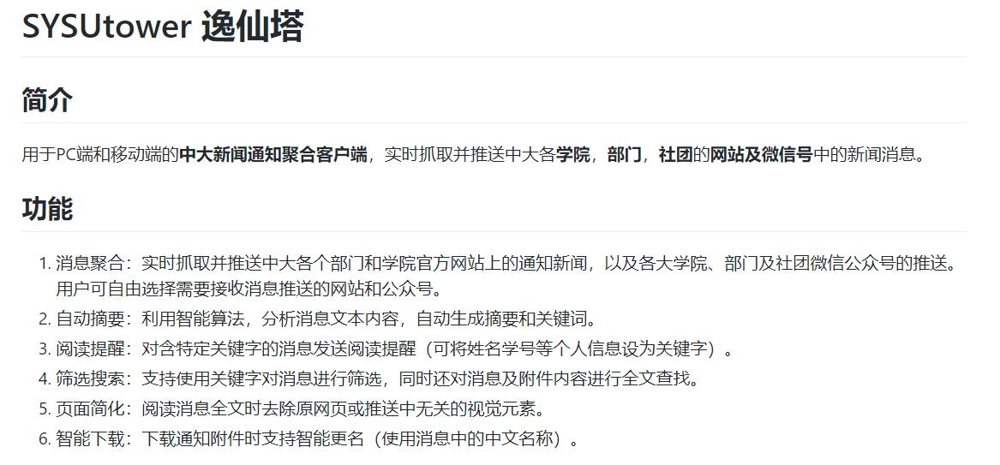 SYSUtower 逸仙塔
简介
用于PC端和移动端的中大新闻通知聚合客户端，实时抓取并推送中大各学院，部门，社团的网站及微信号中的新闻消息。
功能
1. 消息聚合：实时抓取并推送中大各个部门和学院官方网站上的通知新闻，以及各大学院、部门及社团微信公众号的推送。
用户可自由选择需要接收消息推送的网站和公众号。
2. 自动摘要：利用智能算法，分析消息文本内容，自动生成摘要和关键词。
3. 阅读提醒：对含特定关键字的消息发送阅读提醒（可将姓名学号等个人信息设为关键字）。
4. 筛选搜索：支持使用关键字对消息进行筛选，同时还对消息及附件内容进行全文查找。
5. 页面简化：阅读消息全文时去除原网页或推送中无关的视觉元素。
6. 智能下载：下载通知附件时支持智能更名（使用消息中的中文名称）。